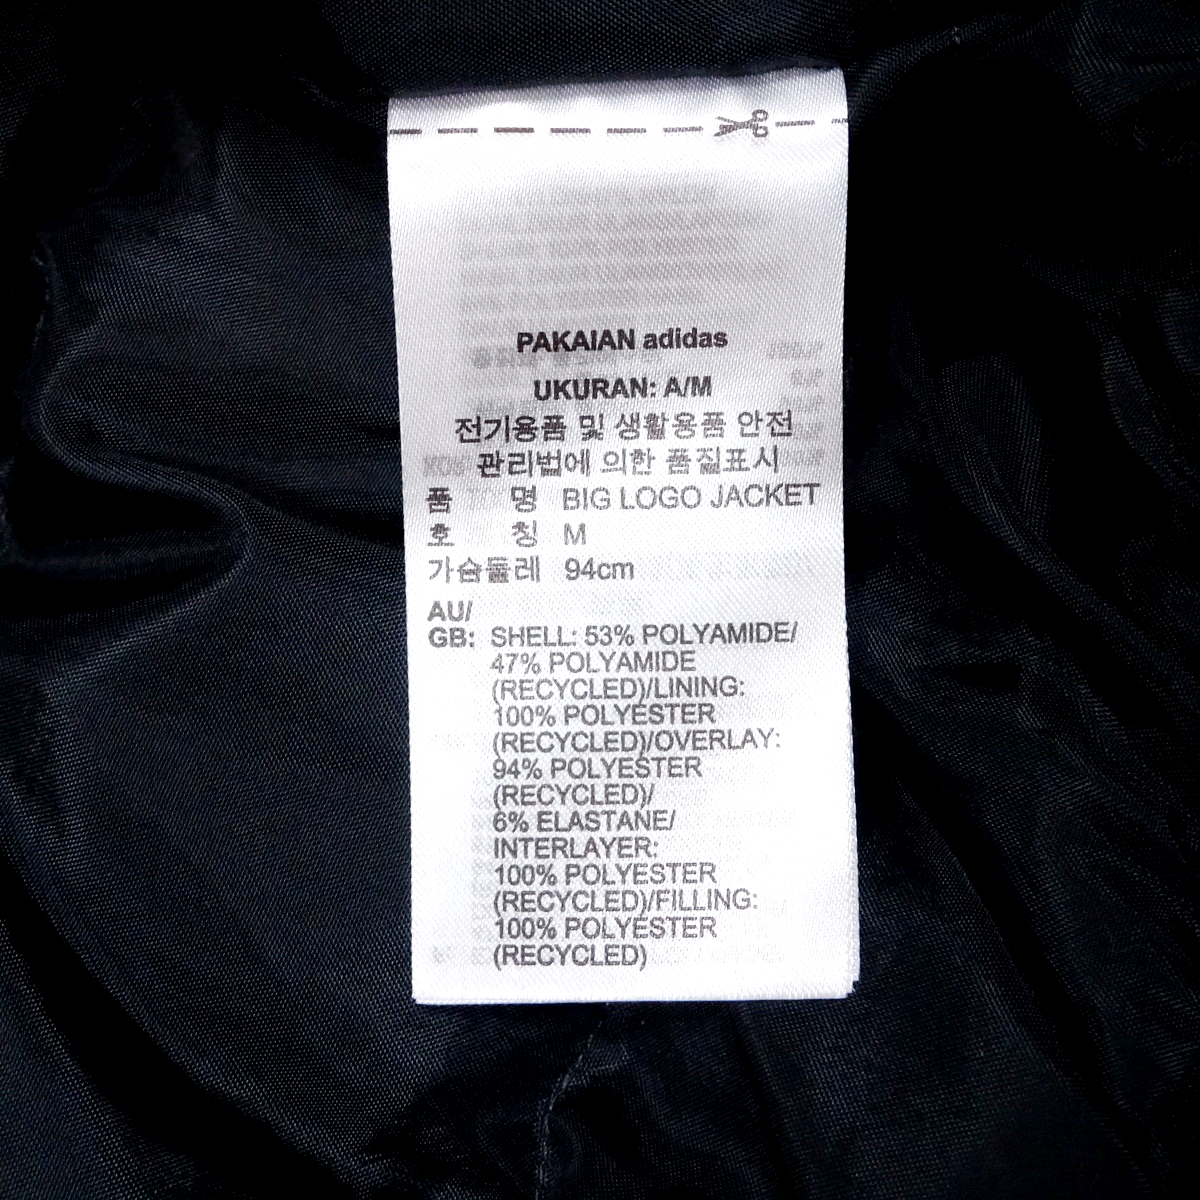 PAKAIAN adidas
UKURAN: A/M
전기용품 및 생활용품 안전
관리법에 의한 품질표시
품 명 BIG LOGO JACKET
호 칭 M
가슴둘레 94cm
AU/
GB: SHELL: 53% POLYAMIDE/
47% POLYAMIDE
(RECYCLED)/LINING:
100% POLYESTER
(RECYCLED)/OVERLAY:
94% POLYESTER
(RECYCLED)/
6% ELASTANE/
INTERLAYER:
100% POLYESTER
(RECYCLED)/FILLING:
100% POLYESTER
(RECYCLED)